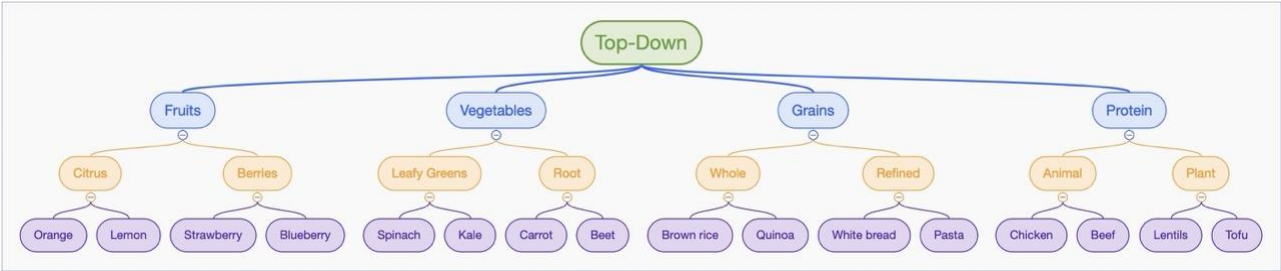 Top-Down
Fruits
Vegetables
Grains
Protein
Citrus
Berries
Leafy Greens
Root
Whole
Refined
Animal
Plant
Orange
Lemon
Strawberry
Blueberry
Spinach
Kale
Carrot
Beet
Brown rice
Quinoa
White bread
Pasta
Chicken
Beef
Lentils
Tofu